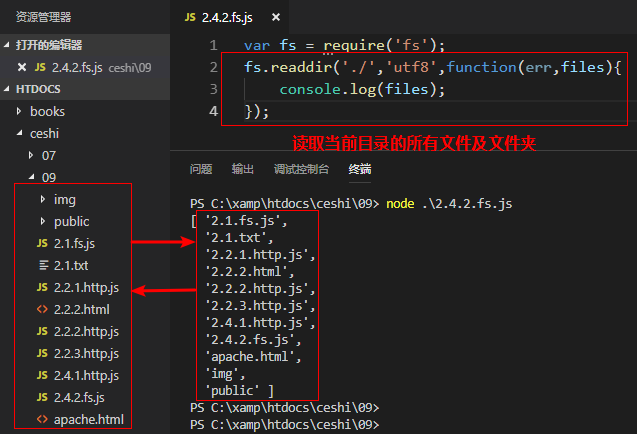 资源管理器
打开的编辑器
2.4.2.fs.js ceshi\09
HTDOCS
books
ceshi
07
09
img
public
JS 2.1.fs.js
2.1.txt
JS 2.2.1.http.js
<> 2.2.2.html
JS 2.2.2.http.js
JS 2.2.3.http.js
JS 2.4.1.http.js
JS 2.4.2.fs.js
<> apache.html
JS 2.4.2.fs.js
1 var fs = require('fs');
2 fs.readdir('./','utf8',function(err,files){
3 console.log(files);
4 });
读取当前目录的所有文件及文件夹
问题 输出 调试控制台 终端
PS C:\xamp\htdocs\ceshi\09> node .\2.4.2.fs.js
[ '2.1.fs.js',
'2.1.txt',
'2.2.1.http.js',
'2.2.2.html',
'2.2.2.http.js',
'2.2.3.http.js',
'2.4.1.http.js',
'2.4.2.fs.js',
'apache.html',
'img',
'public' ]
PS C:\xamp\htdocs\ceshi\09>
PS C:\xamp\htdocs\ceshi\09>